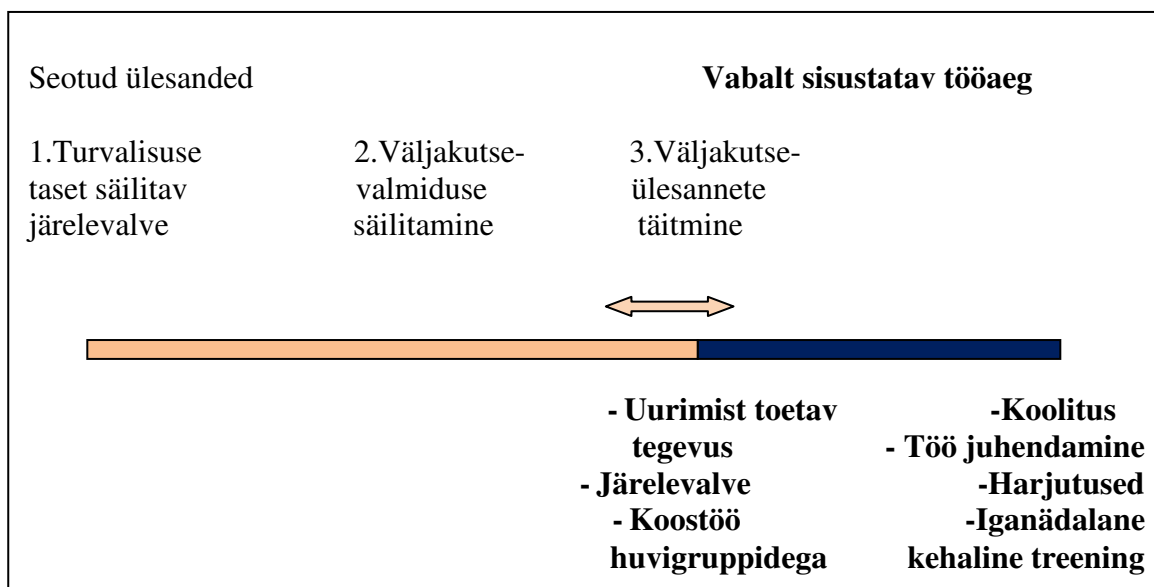 Seotud ülesanded
Vabalt sisustatav tööaeg
1.Turvalisuse
taset säilitav
järelevalve
2.Väljakutse-
valmiduse
säilitamine
3.Väljakutse-
ülesannete
täitmine
- Uurimist toetav
tegevus
- Järelevalve
- Koostöö
huvigruppidega
-Koolitus
- Töö juhendamine
-Harjutused
-Iganädalane
kehaline treening